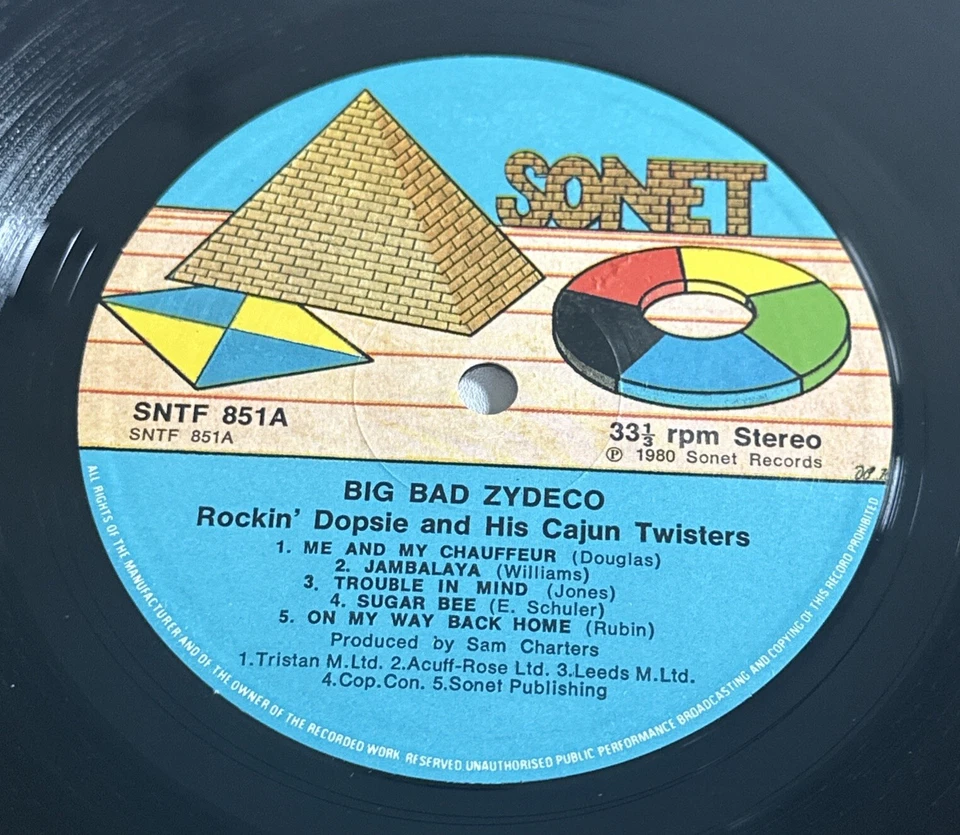 SONET
SNTF 851A
SNTF 851A
33⅓ rpm Stereo
℗ 1980 Sonet Records
BIG BAD ZYDECO
Rockin' Dopsie and His Cajun Twisters
1. ME AND MY CHAUFFEUR (Douglas)
2. JAMBALAYA (Williams)
3. TROUBLE IN MIND (Jones)
4. SUGAR BEE (E. Schuler)
5. ON MY WAY BACK HOME (Rubin)
Produced by Sam Charters
1.Tristan M.Ltd. 2.Acuff-Rose Ltd. 3.Leeds M.Ltd.
4.Cop.Con. 5.Sonet Publishing
ALL RIGHTS OF THE MANUFACTURER AND OF THE OWNER OF THE RECORDED WORK RESERVED UNAUTHORISED PUBLIC PERFORMANCE BROADCASTING AND COPYING OF THIS RECORD PROHIBITED